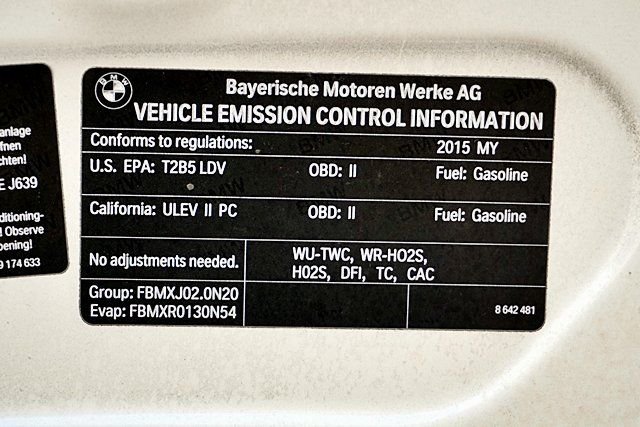 BMW
Bayerische Motoren Werke AG
VEHICLE EMISSION CONTROL INFORMATION
Conforms to regulations: 2015 MY
U.S. EPA: T2B5 LDV OBD: II Fuel: Gasoline
California: ULEV II PC OBD: II Fuel: Gasoline
No adjustments needed.
WU-TWC, WR-HO2S,
HO2S, DFI, TC, CAC
Group: FBMXJ02.0N20
Evap: FBMXR0130N54
8 642 481
anlage
ffnen
chten!
E J639
ditioning-
! Observe
pening!
9 174 633